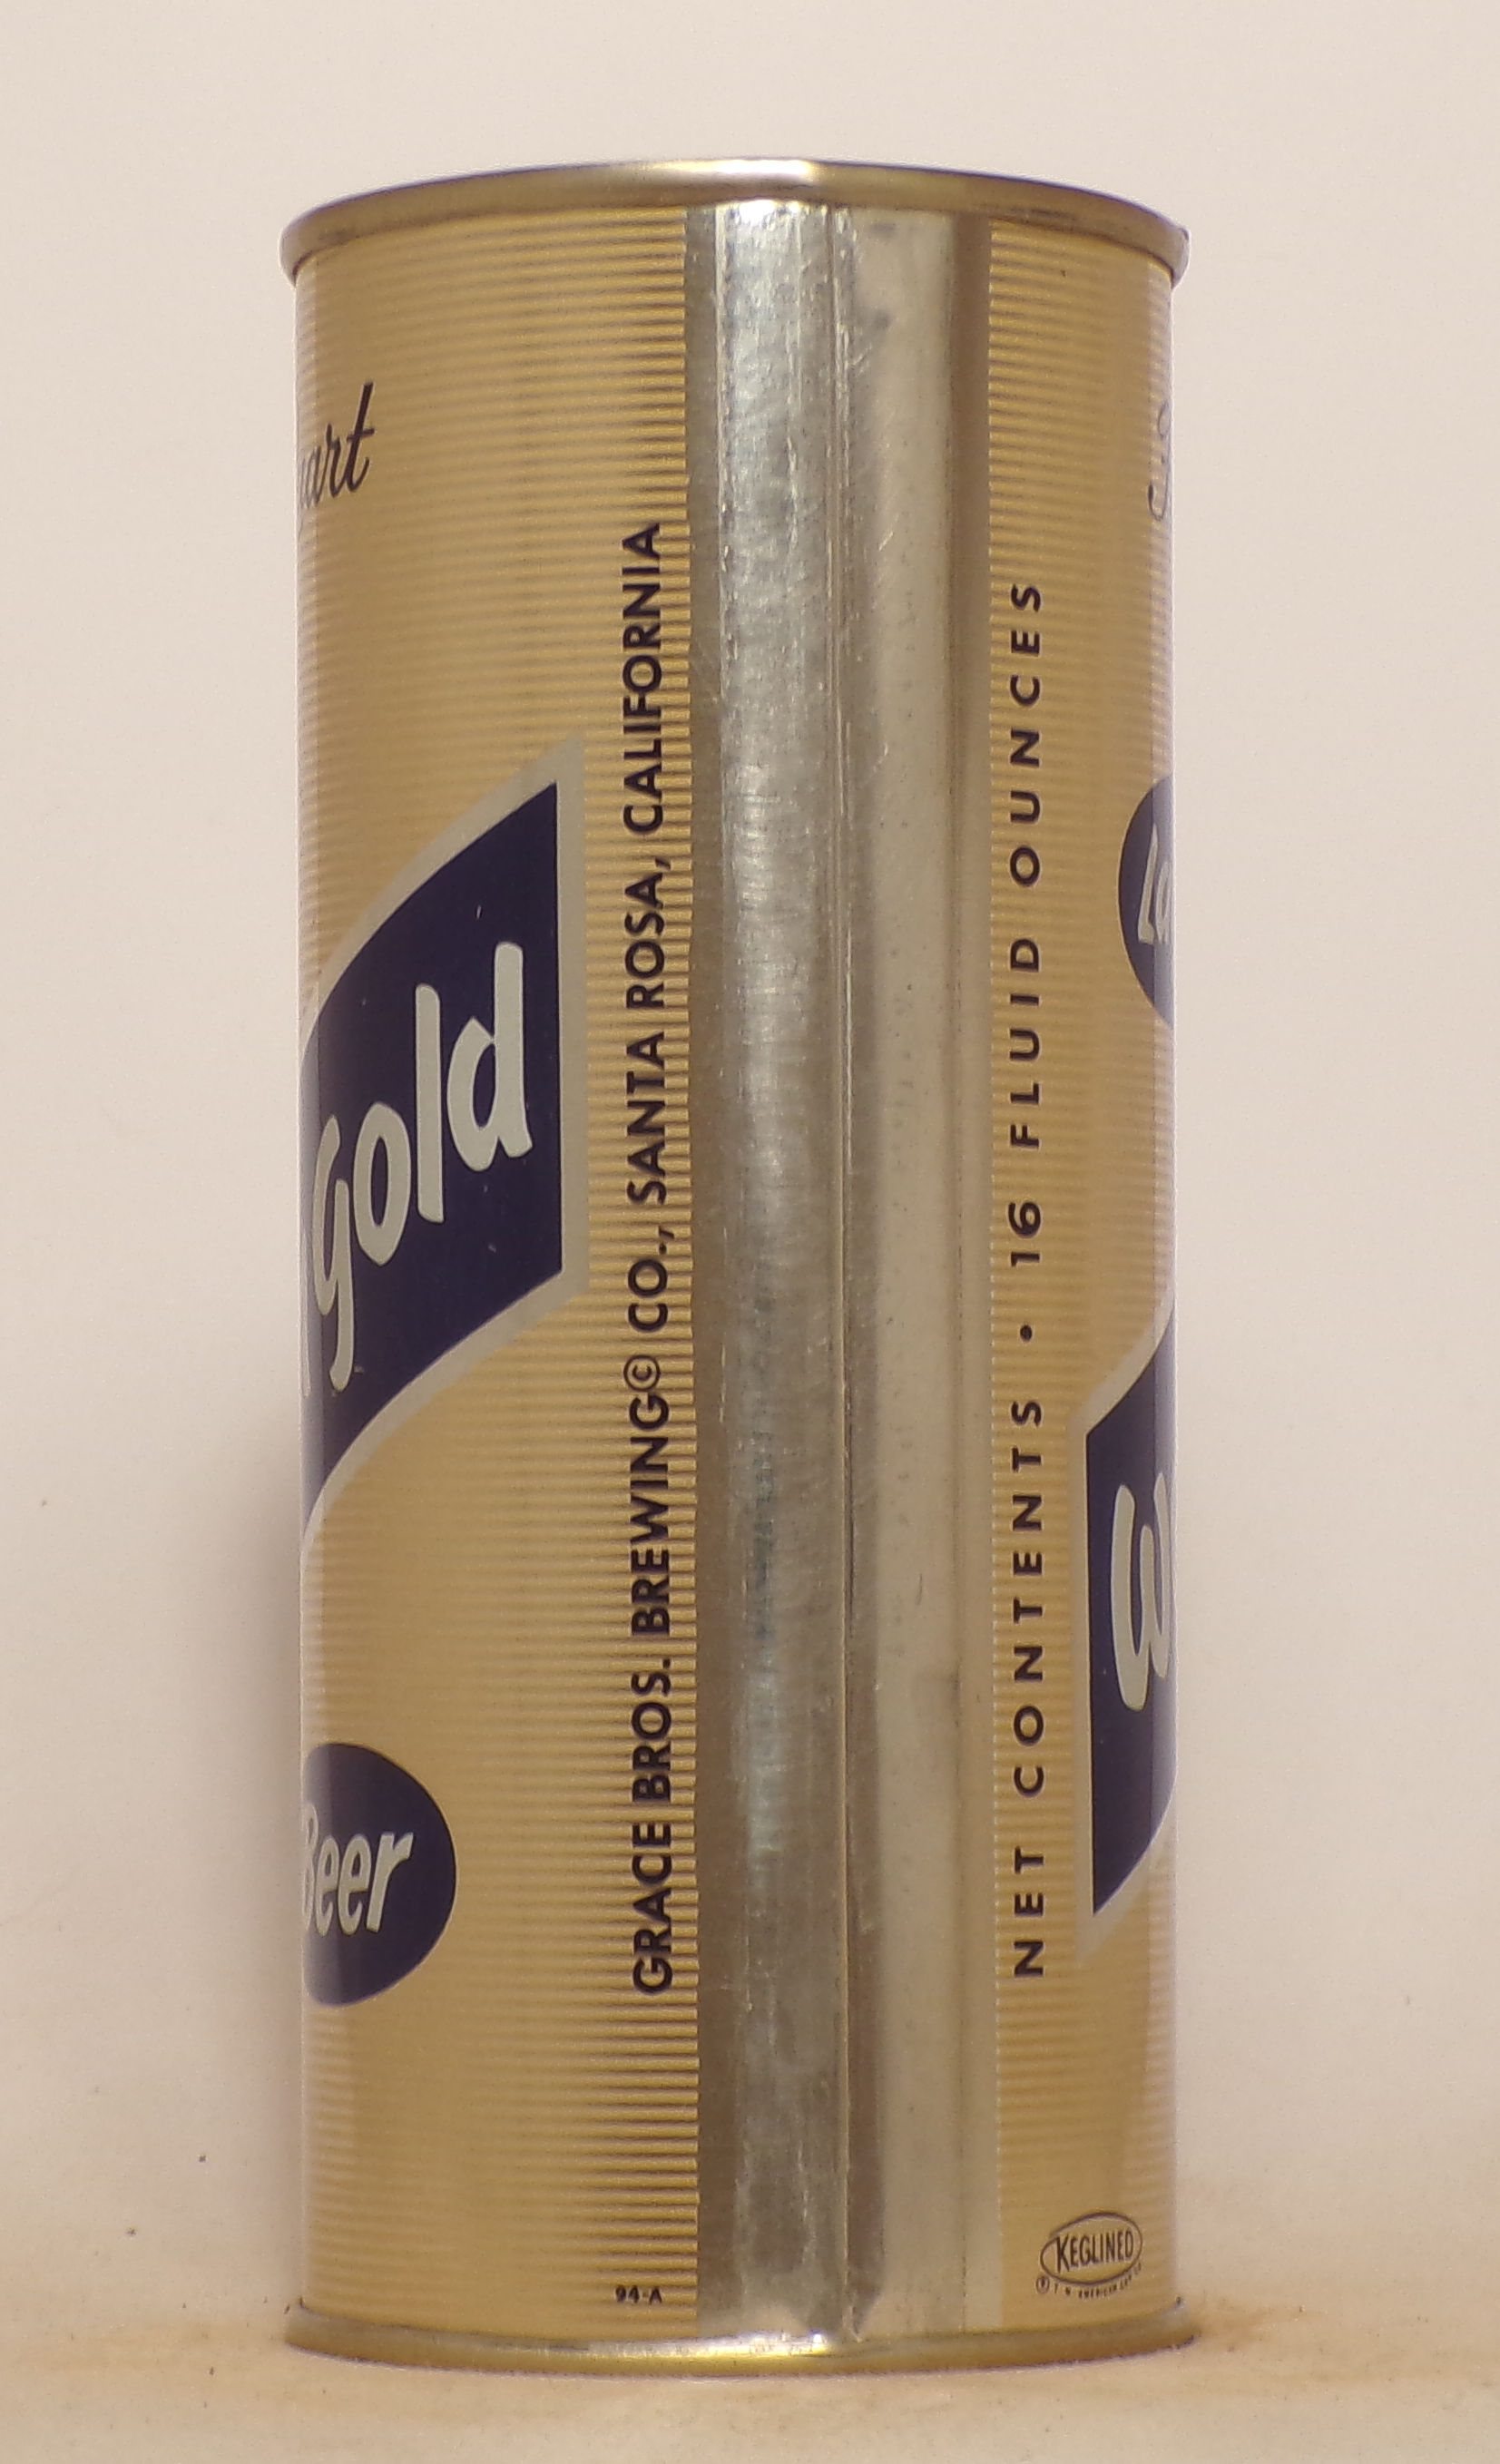 gold
Beer
GRACE BROS. BREWING© CO., SANTA ROSA, CALIFORNIA
94-A
NET CONTENTS • 16 FLUID OUNCES
KEGLINED